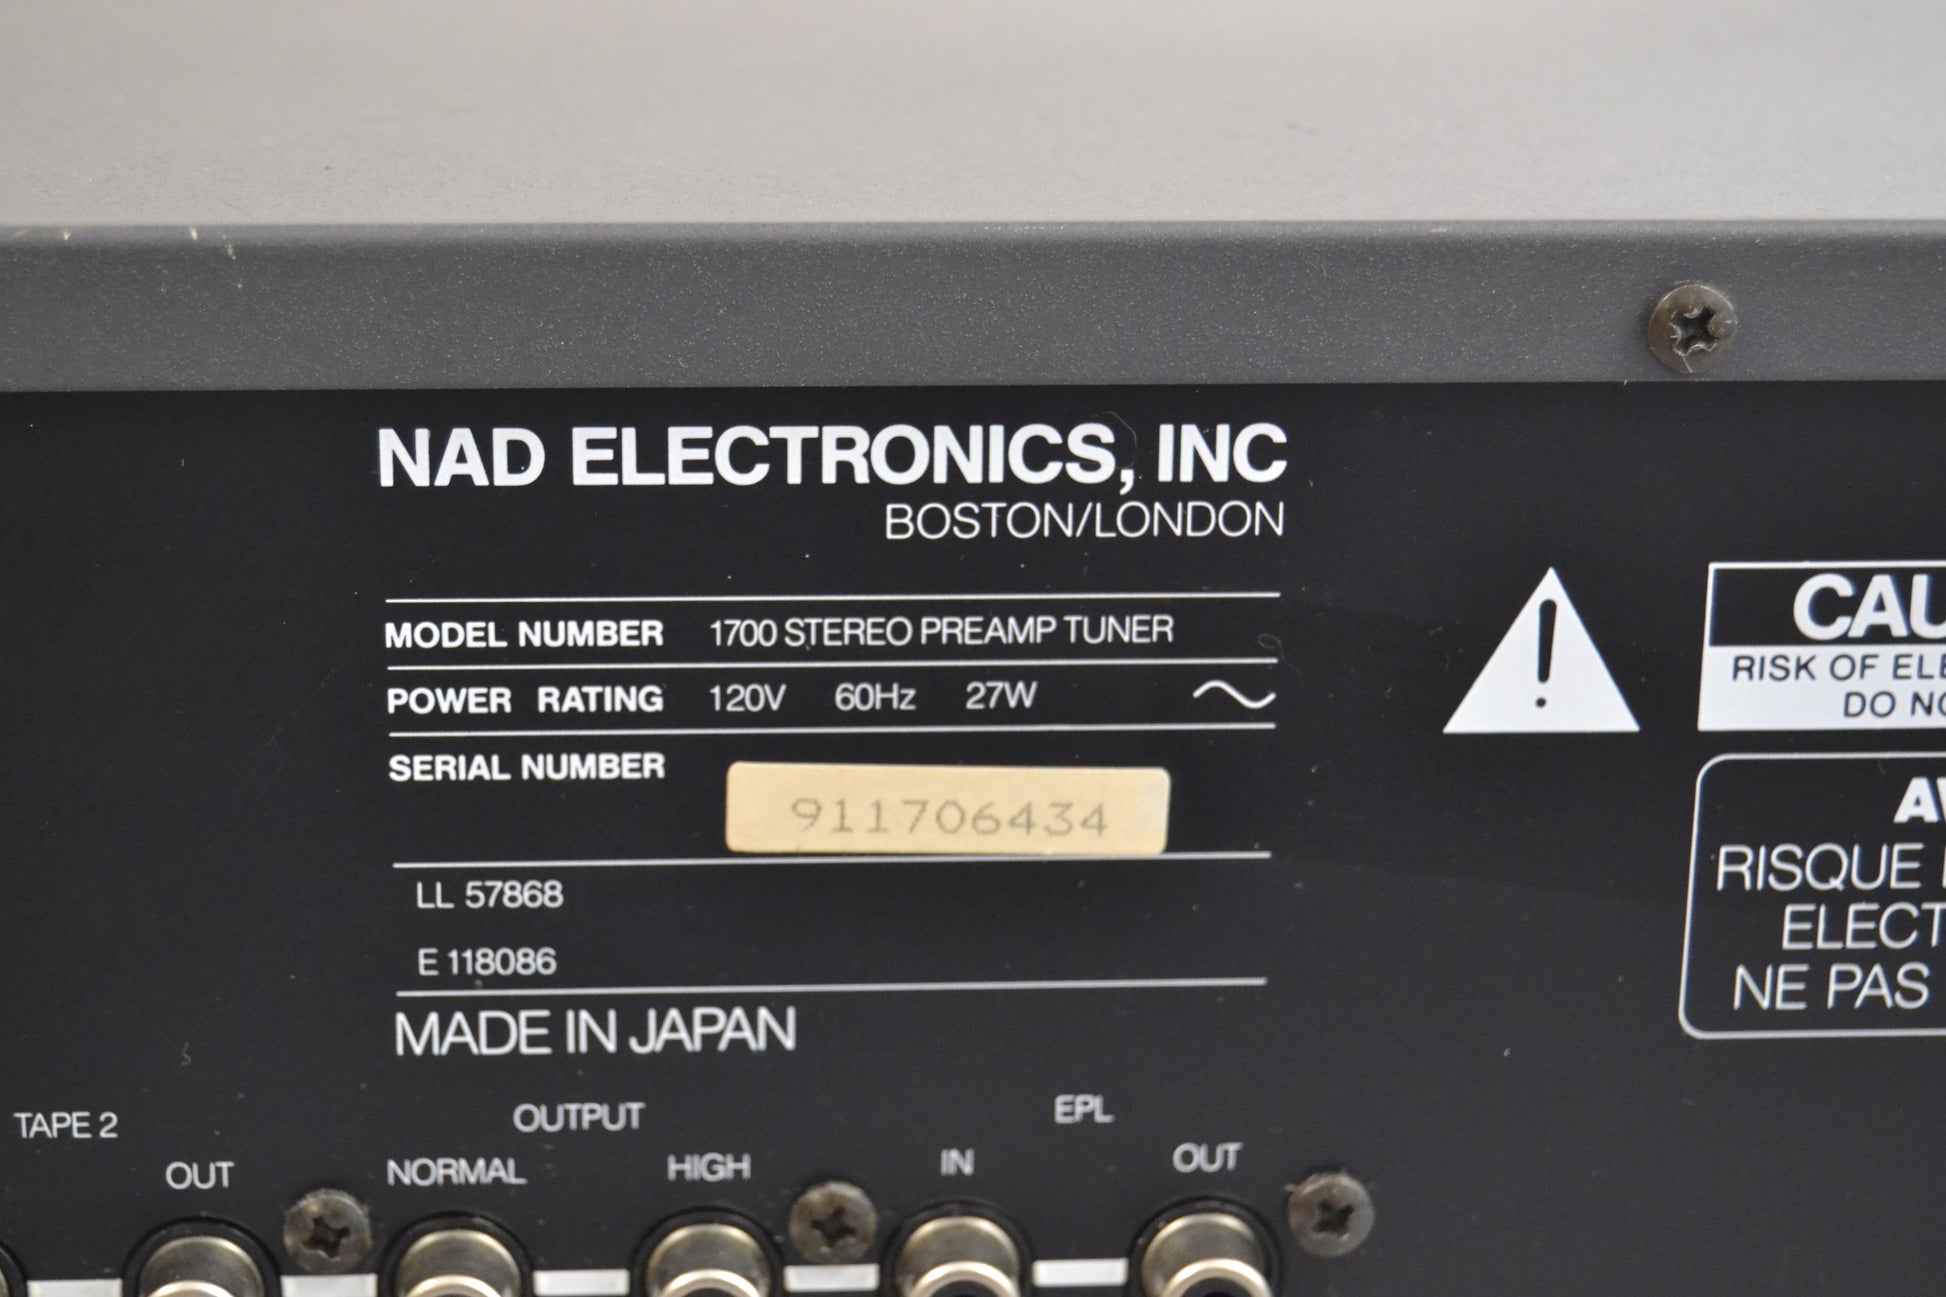 NAD ELECTRONICS, INC
BOSTON/LONDON
MODEL NUMBER 1700 STEREO PREAMP TUNER
POWER RATING 120V 60Hz 27W
SERIAL NUMBER
911706434
LL 57868
E 118086
MADE IN JAPAN
CAU
RISK OF ELE
DO NO
AV
RISQUE
ELECT
NE PAS
TAPE 2
OUT
OUTPUT
NORMAL HIGH
EPL
IN OUT